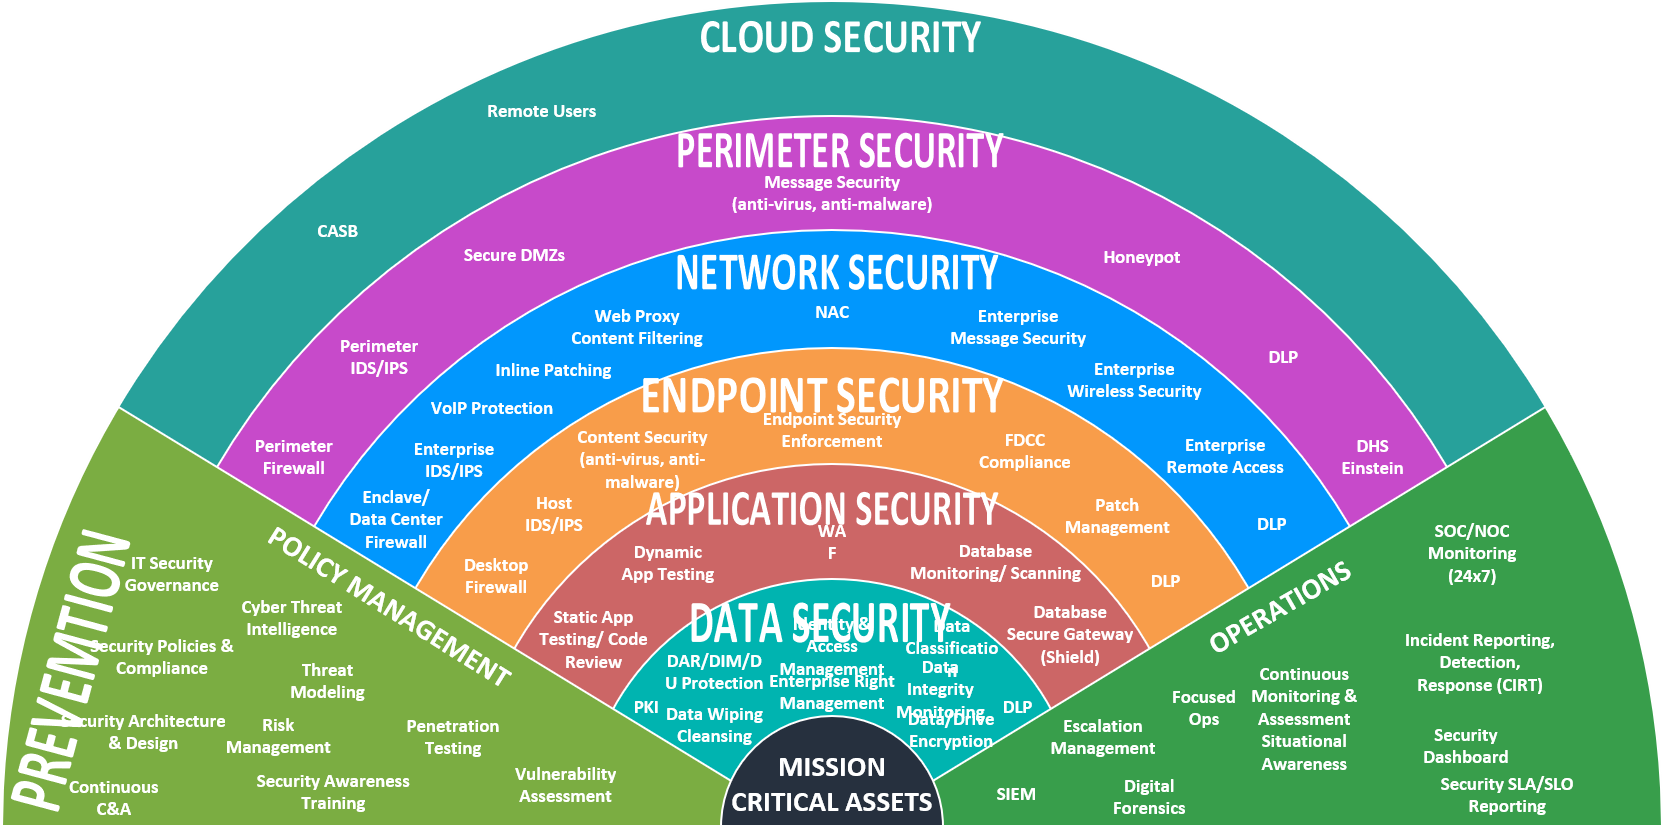 CLOUD SECURITY
Remote Users
CASB
PERIMETER SECURITY
Message Security
(anti-virus, anti-malware)
Secure DMZs
Honeypot
Perimeter
IDS/IPS
DLP
Perimeter
Firewall
DHS
Einstein
NETWORK SECURITY
NAC
Web Proxy
Content Filtering
Enterprise
Message Security
Inline Patching
Enterprise
Wireless Security
VoIP Protection
Enterprise
IDS/IPS
Enterprise
Remote Access
Enclave/
Data Center
Firewall
DLP
ENDPOINT SECURITY
Endpoint Security
Enforcement
Content Security
(anti-virus, anti-
malware)
FDCC
Compliance
Host
IDS/IPS
Patch
Management
Desktop
Firewall
DLP
APPLICATION SECURITY
WA
F
Dynamic
App Testing
Database
Monitoring/ Scanning
Static App
Testing/ Code
Review
Database
Secure Gateway
(Shield)
DATA SECURITY
Identity &
Access
Management
Data
Classificatio
n
DAR/DIM/D
U Protection
Enterprise Right
Management
Data
Integrity
Monitoring
PKI
DLP
Data Wiping
Cleansing
Data/Drive
Encryption
MISSION
CRITICAL ASSETS
PREVEMTION
POLICY MANAGEMENT
IT Security
Governance
Cyber Threat
Intelligence
Security Policies &
Compliance
Threat
Modeling
Security Architecture
& Design
Risk
Management
Penetration
Testing
Continuous
C&A
Security Awareness
Training
Vulnerability
Assessment
OPERATIONS
SOC/NOC
Monitoring
(24x7)
Incident Reporting,
Detection,
Response (CIRT)
Continuous
Monitoring &
Assessment
Situational
Awareness
Focused
Ops
Escalation
Management
Security
Dashboard
SIEM
Digital
Forensics
Security SLA/SLO
Reporting